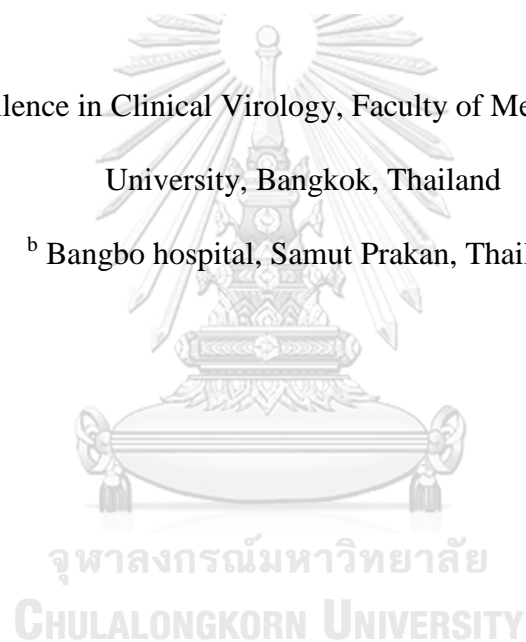 lence in Clinical Virology, Faculty of Me
University, Bangkok, Thailand
b Bangbo hospital, Samut Prakan, Thail
จุฬาลงกรณ์มหาวิทยาลัย
CHULALONGKORN UNIVERSITY